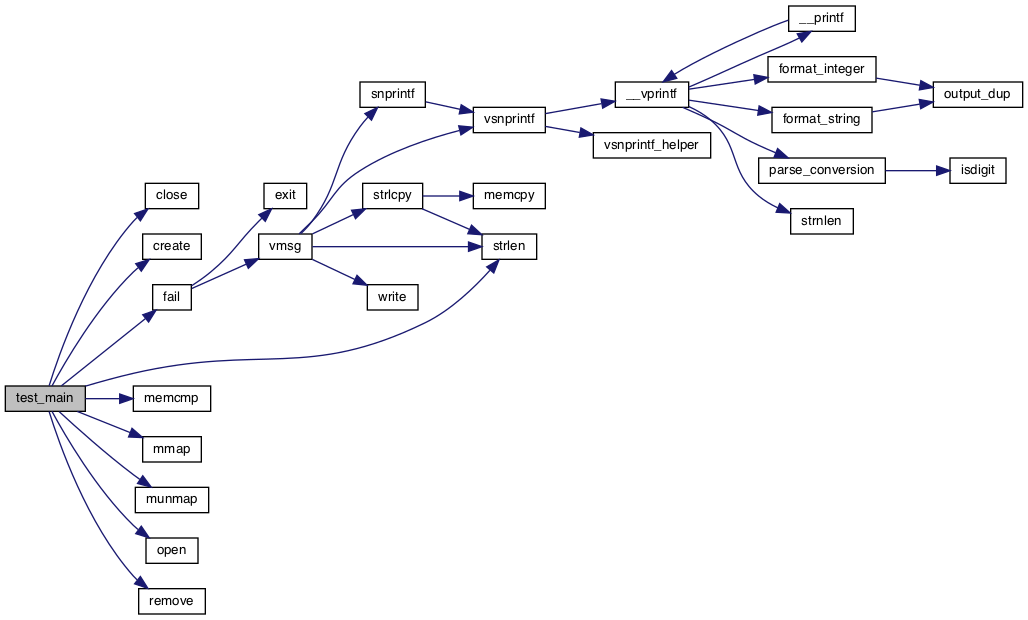 __printf
format_integer
snprintf
__vprintf
output_dup
vsnprintf
format_string
vsnprintf_helper
parse_conversion
isdigit
close
exit
strlcpy
memcpy
strnlen
create
vmsg
strlen
fail
write
test_main
memcmp
mmap
munmap
open
remove